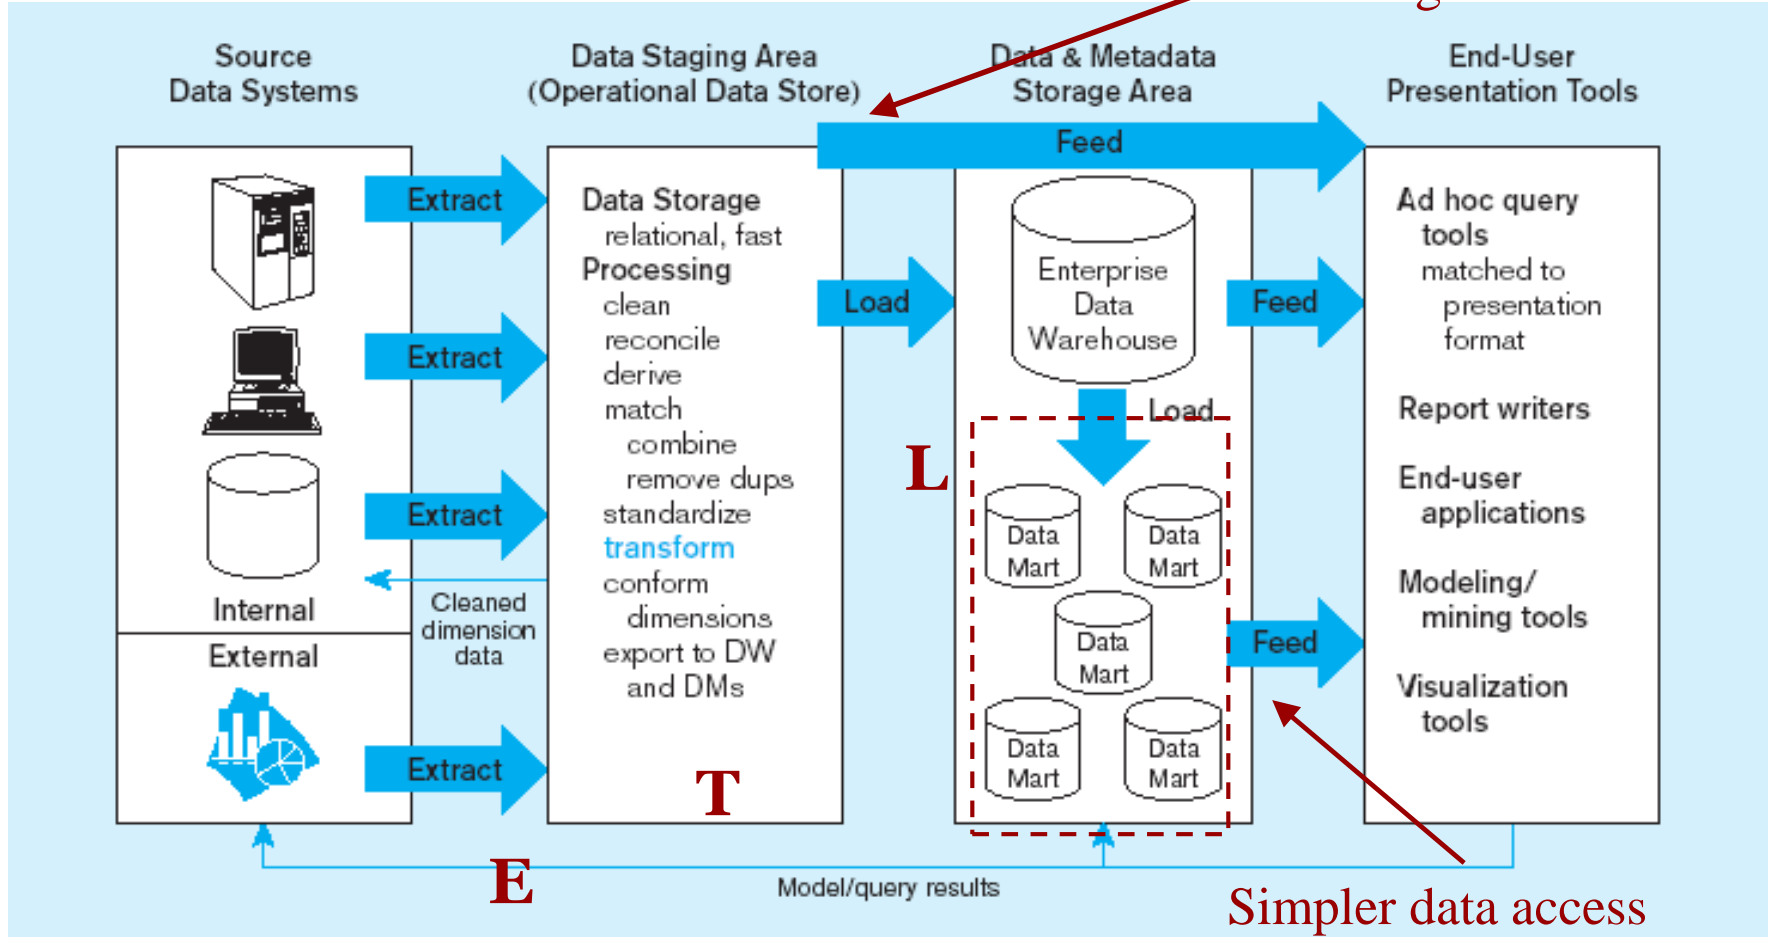 Source
Data Systems
Data Staging Area
(Operational Data Store)
Data & Metadata
Storage Area
End-User
Presentation Tools
Extract
Extract
Extract
Internal
Cleaned
dimension
data
External
Extract
Data Storage
relational, fast
Processing
clean
reconcile
derive
match
combine
remove dups
standardize
transform
conform
dimensions
export to DW
and DMs
T
E
Feed
Load
Enterprise
Data
Warehouse
Feed
Load
L
Data
Mart
Data
Mart
Data
Mart
Data
Mart
Data
Mart
Feed
Ad hoc query
tools
matched to
presentation
format
Report writers
End-user
applications
Modeling/
mining tools
Visualization
tools
Model/query results
Simpler data access